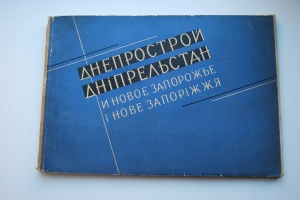 ДНЕПРОСТРОЙ
ДНІПРЕЛЬСТАН
И НОВОЕ ЗАПОРОЖЬЕ
І НОВЕ ЗАПОРІЖЖЯ